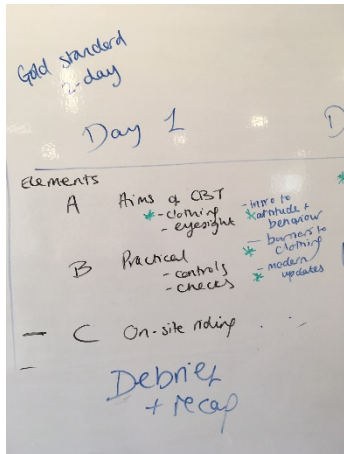 Gold standard
2-day
Day 1
D
Elements
A Aims of CBT
* - clothing
- eyesight
- Intro to
* attitude +
behaviour
- barriers to
* clothing
- modern
* updates
*
B Practical
- controls
- checks
- C On-site riding
-
Debrief
+ recap